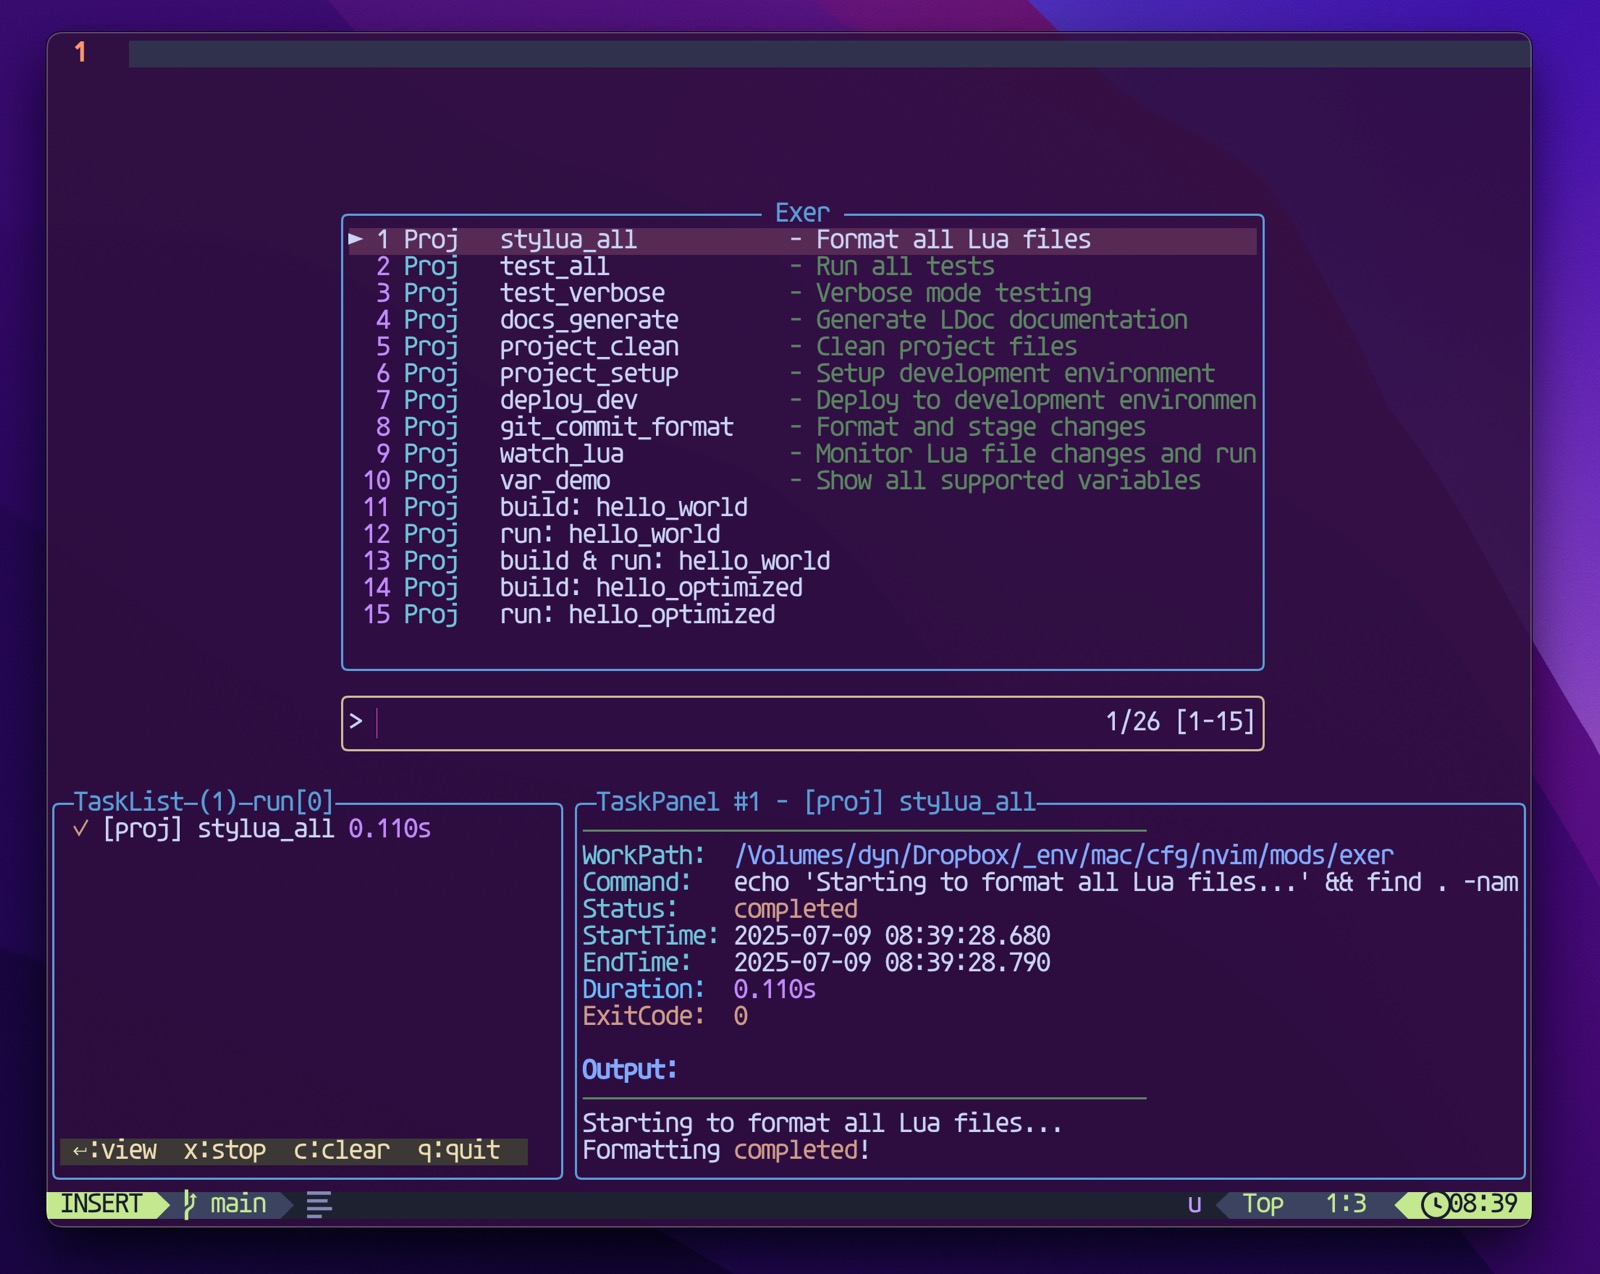 1
Exer
► 1 Proj stylua_all - Format all Lua files
2 Proj test_all - Run all tests
3 Proj test_verbose - Verbose mode testing
4 Proj docs_generate - Generate LDoc documentation
5 Proj project_clean - Clean project files
6 Proj project_setup - Setup development environment
7 Proj deploy_dev - Deploy to development environmen
8 Proj git_commit_format - Format and stage changes
9 Proj watch_lua - Monitor Lua file changes and run
10 Proj var_demo - Show all supported variables
11 Proj build: hello_world
12 Proj run: hello_world
13 Proj build & run: hello_world
14 Proj build: hello_optimized
15 Proj run: hello_optimized
> 1/26 [1-15]
TaskList—(1)—run[0]
✓ [proj] stylua_all 0.110s
↩:view x:stop c:clear q:quit
TaskPanel #1 - [proj] stylua_all
WorkPath: /Volumes/dyn/Dropbox/_env/mac/cfg/nvim/mods/exer
Command: echo 'Starting to format all Lua files...' && find . -nam
Status: completed
StartTime: 2025-07-09 08:39:28.680
EndTime: 2025-07-09 08:39:28.790
Duration: 0.110s
ExitCode: 0
Output:
Starting to format all Lua files...
Formatting completed!
INSERT main u Top 1:3 08:39